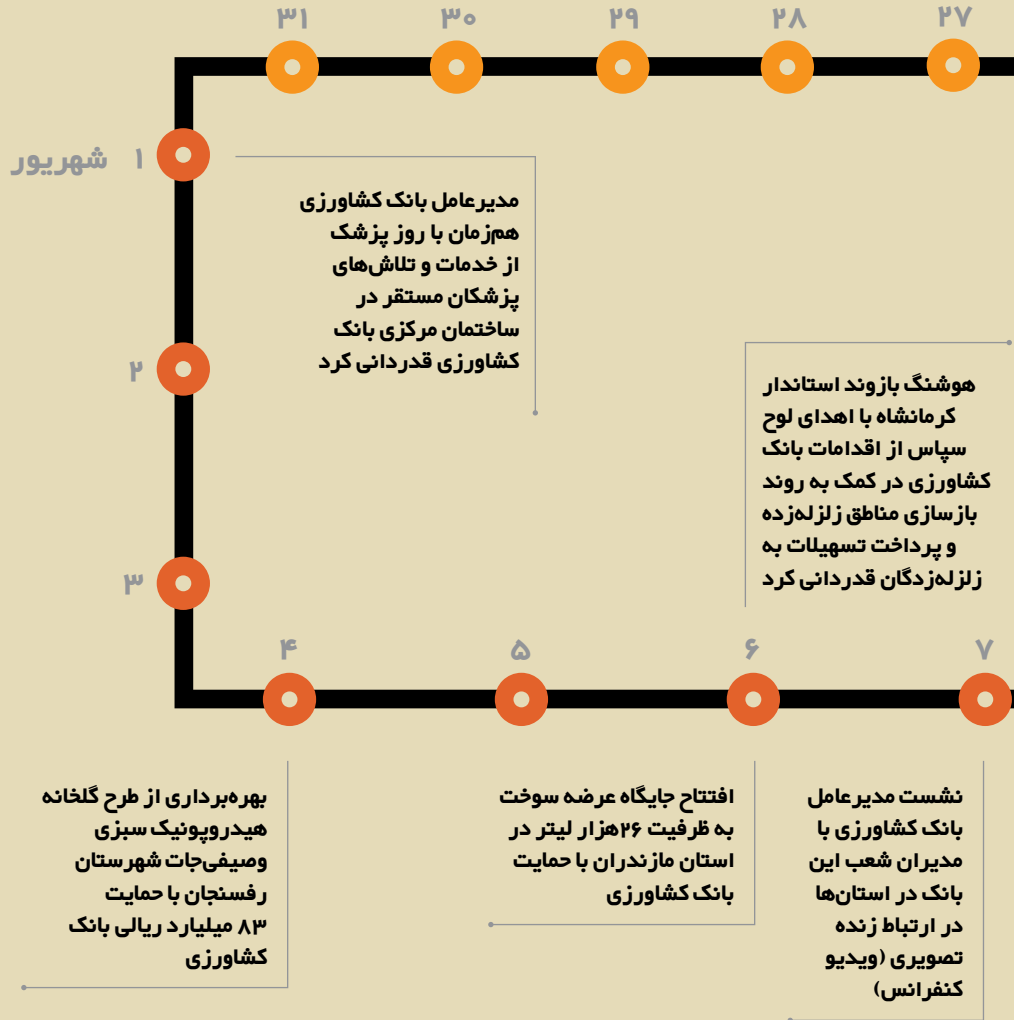 ۲۷
۲۸
۲۹
۳۰
۳۱
۱ شهریور
مدیرعامل بانک کشاورزی
هم‌زمان با روز پزشک
از خدمات و تلاش‌های
پزشکان مستقر در
ساختمان مرکزی بانک
کشاورزی قدردانی کرد
۲
هوشنگ بازوند استاندار
کرمانشاه با اهدای لوح
سپاس از اقدامات بانک
کشاورزی در کمک به روند
بازسازی مناطق زلزله‌زده
و پرداخت تسهیلات به
زلزله‌زدگان قدردانی کرد
۳
۴
۵
۶
۷
بهره‌برداری از طرح گلخانه
هیدروپونیک سبزی
وصیفی‌جات شهرستان
رفسنجان با حمایت
۸۳ میلیارد ریالی بانک
کشاورزی
افتتاح جایگاه عرضه سوخت
به ظرفیت ۲۶هزار لیتر در
استان مازندران با حمایت
بانک کشاورزی
نشست مدیرعامل
بانک کشاورزی با
مدیران شعب این
بانک در استان‌ها
در ارتباط زنده
تصویری (ویدیو
کنفرانس)